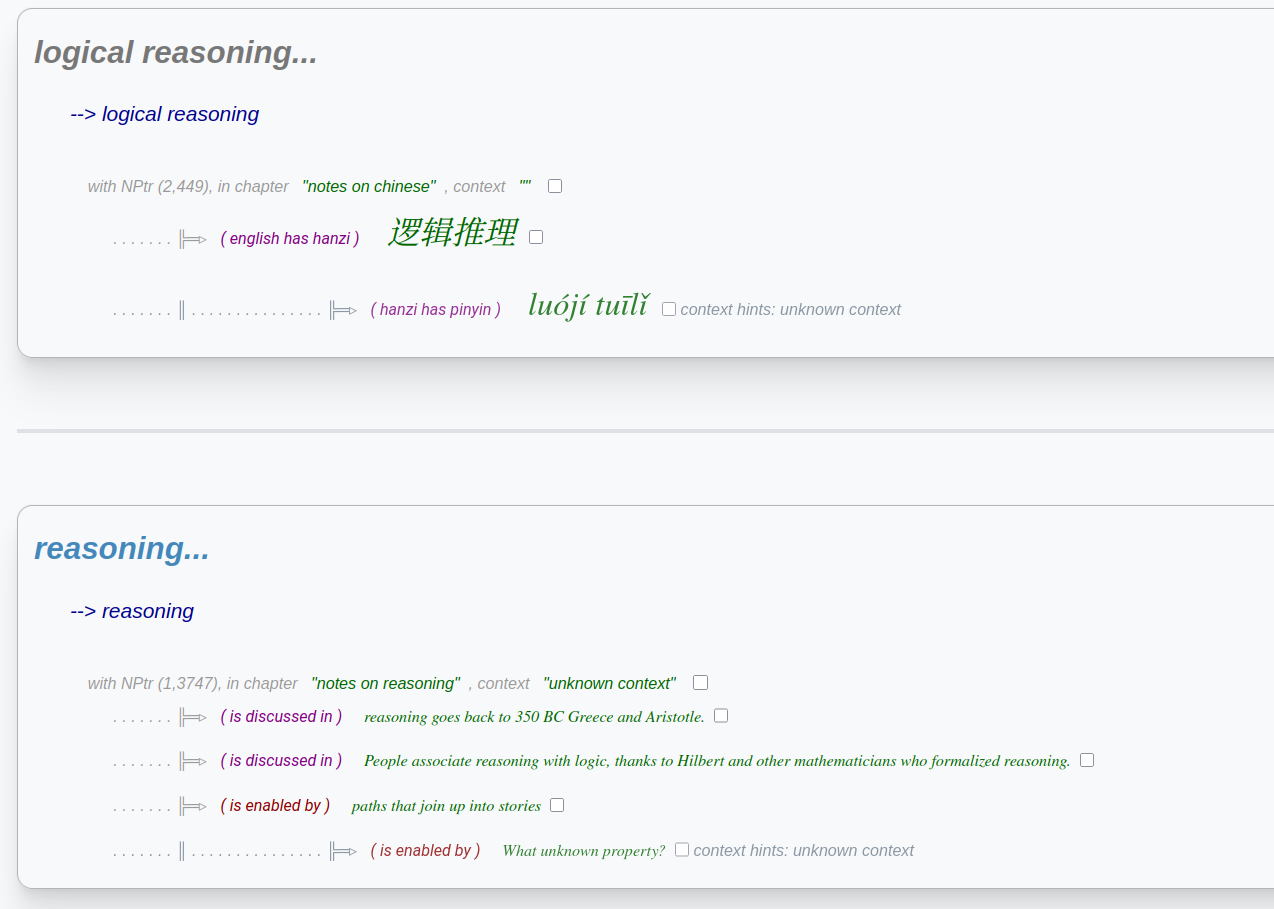 logical reasoning...
--> logical reasoning
with NPtr (2,449), in chapter "notes on chinese" , context ""
. . . . . . . ╠═▹ ( english has hanzi ) 逻辑推理
. . . . . . . ║ . . . . . . . . . . . . . . . ╠═▹ ( hanzi has pinyin ) luójí tuīlǐ context hints: unknown context
reasoning...
--> reasoning
with NPtr (1,3747), in chapter "notes on reasoning" , context "unknown context"
. . . . . . . ╠═▹ ( is discussed in ) reasoning goes back to 350 BC Greece and Aristotle.
. . . . . . . ╠═▹ ( is discussed in ) People associate reasoning with logic, thanks to Hilbert and other mathematicians who formalized reasoning.
. . . . . . . ╠═▹ ( is enabled by ) paths that join up into stories
. . . . . . . ║ . . . . . . . . . . . . . . . ╠═▹ ( is enabled by ) What unknown property? context hints: unknown context